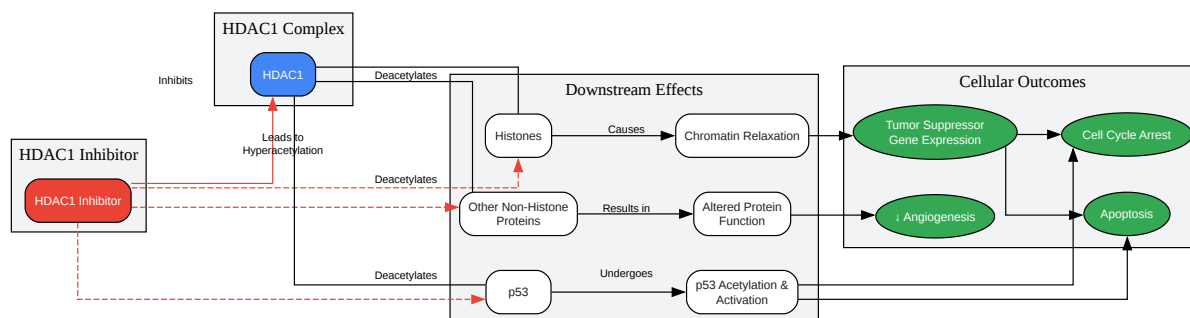 HDAC1 Complex
HDAC1
Inhibits
Deacetylates
Leads to
Hyperacetylation
HDAC1 Inhibitor
HDAC1 Inhibitor
Deacetylates
Deacetylates
Downstream Effects
Histones
Causes
Chromatin Relaxation
Other Non-Histone
Proteins
Results in
Altered Protein
Function
p53
Undergoes
p53 Acetylation &
Activation
Cellular Outcomes
Tumor Suppressor
Gene Expression
Cell Cycle Arrest
↓ Angiogenesis
Apoptosis